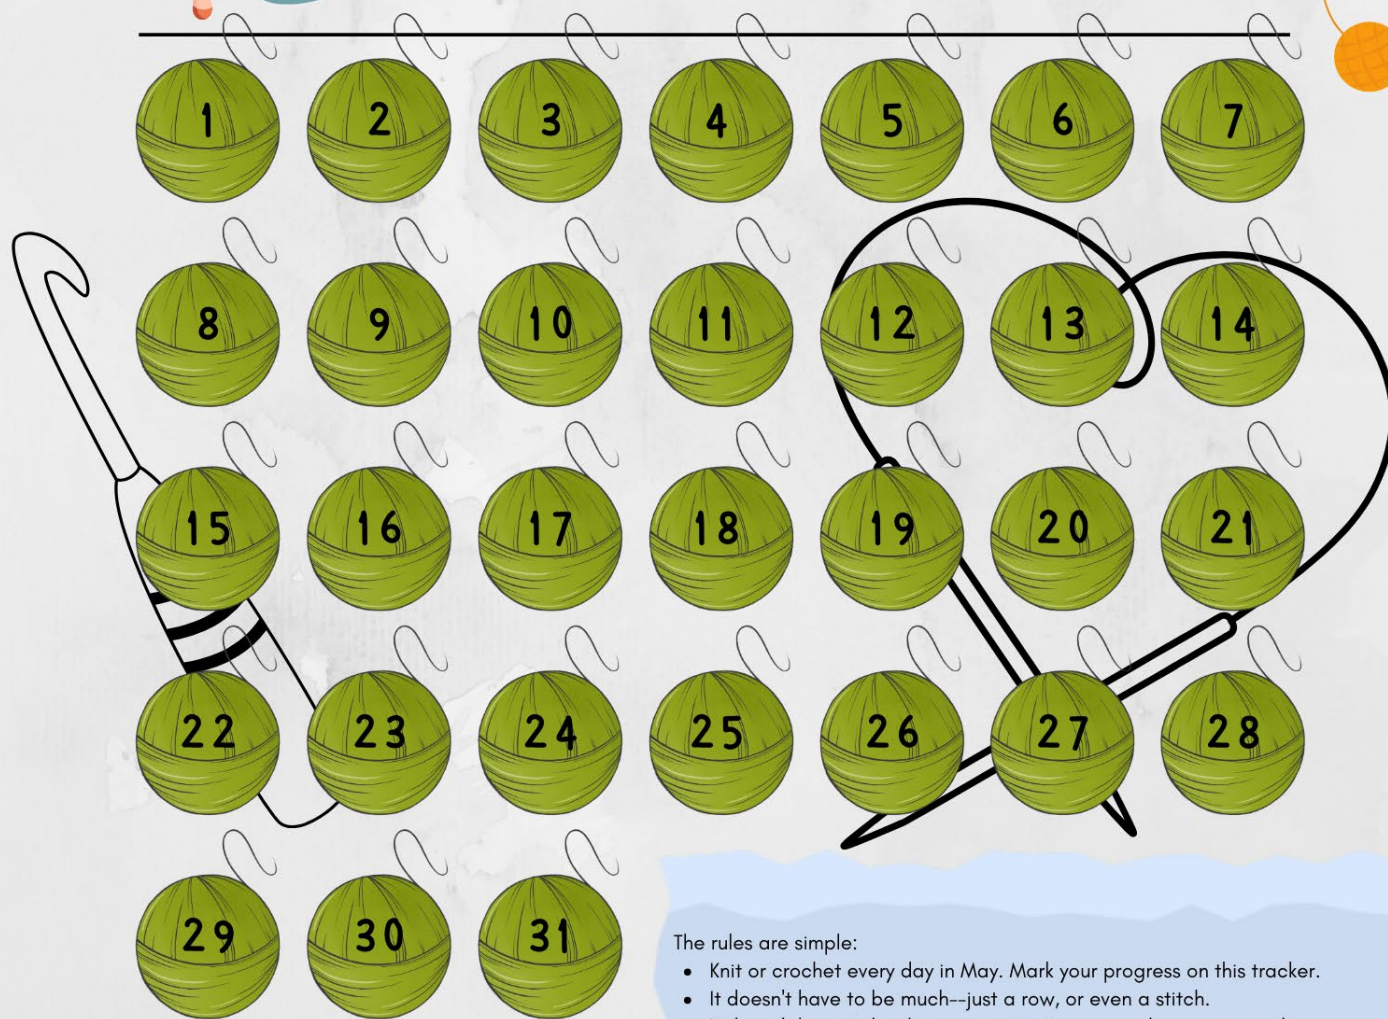 1 2 3 4 5 6 7
8 9 10 11 12 13 14
15 16 17 18 19 20 21
22 23 24 25 26 27 28
29 30 31
The rules are simple:
• Knit or crochet every day in May. Mark your progress on this tracker.
• It doesn't have to be much--just a row, or even a stitch.